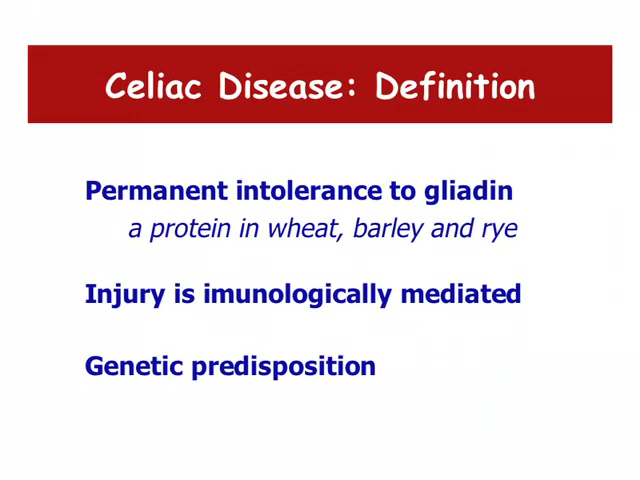 Celiac Disease: Definition
Permanent intolerance to gliadin
a protein in wheat, barley and rye
Injury is imunologically mediated
Genetic predisposition